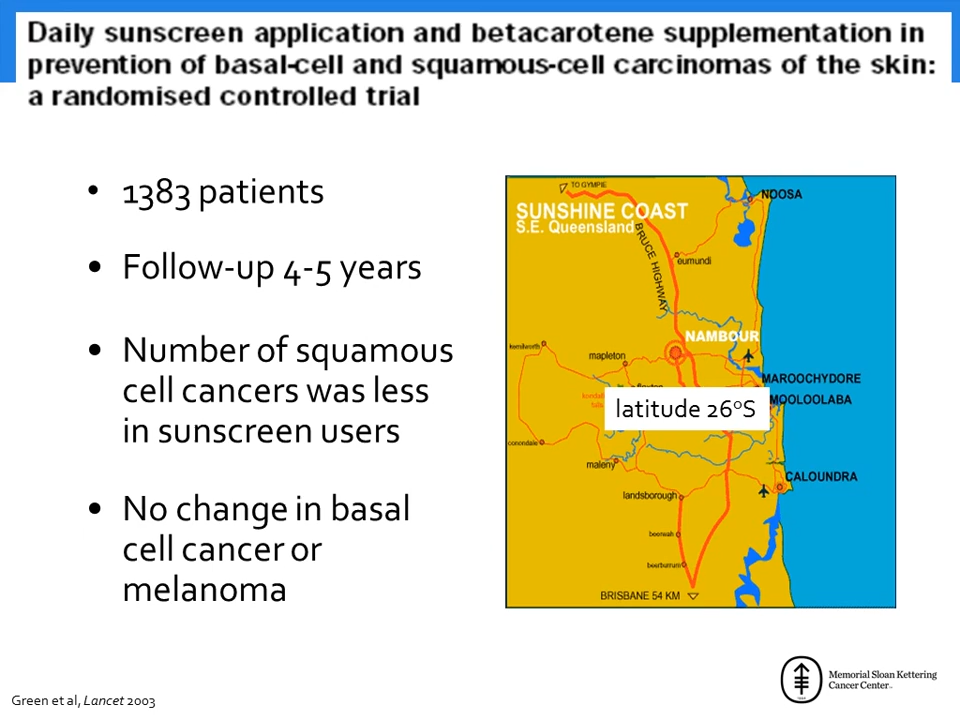 Daily sunscreen application and betacarotene supplementation in
prevention of basal-cell and squamous-cell carcinomas of the skin:
a randomised controlled trial
• 1383 patients
• Follow-up 4-5 years
• Number of squamous
cell cancers was less
in sunscreen users
• No change in basal
cell cancer or
melanoma
TO GYMPIE
NOOSA
SUNSHINE COAST
S.E. Queensland
BRUCE HIGHWAY
eumundi
NAMBOUR
kenilworth
mapleton
MAROOCHYDORE
MOOLOOLABA
latitude 26°S
conondale
maleny
CALOUNDRA
landsborough
beerwah
beerburrum
BRISBANE 54 KM
Memorial Sloan Kettering
Cancer Center
Green et al, Lancet 2003